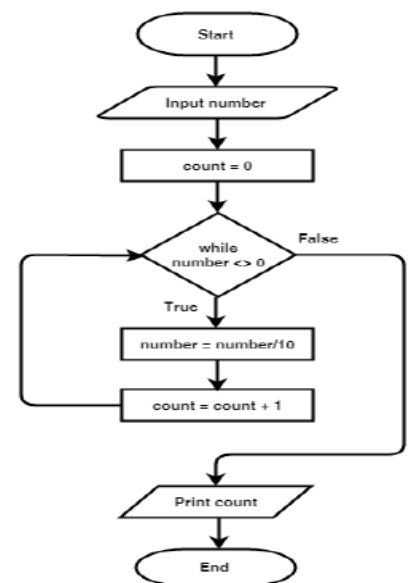 Start
Input number
count = 0
while
number <> 0
False
True
number = number/10
count = count + 1
Print count
End